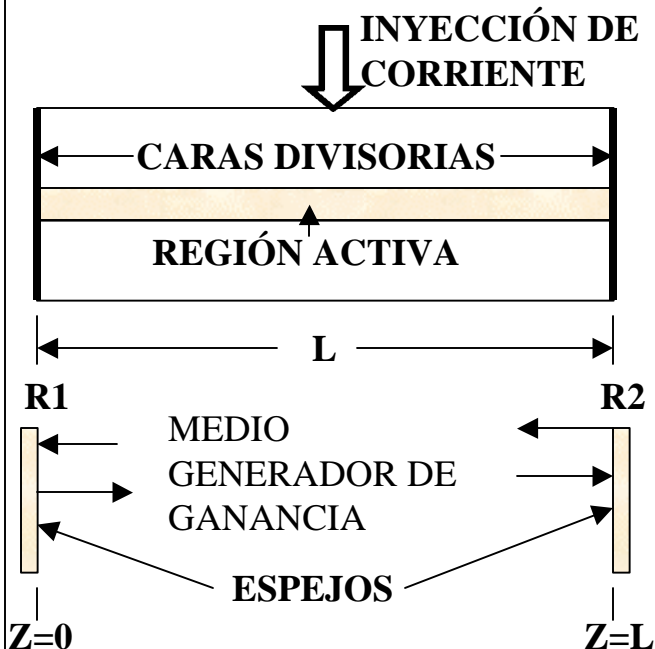 INYECCIÓN DE
CORRIENTE
CARAS DIVISORIAS
REGIÓN ACTIVA
L
R1
R2
MEDIO
GENERADOR DE
GANANCIA
ESPEJOS
Z=0
Z=L